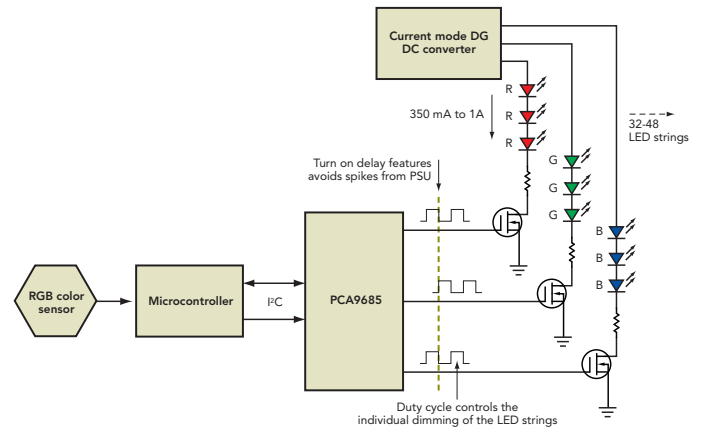 Current mode DG
DC converter
R
R
R
350 mA to 1A
32-48
LED strings
Turn on delay features
avoids spikes from PSU
G
G
G
B
B
B
RGB color
sensor
Microcontroller
I²C
PCA9685
Duty cycle controls the
individual dimming of the LED strings